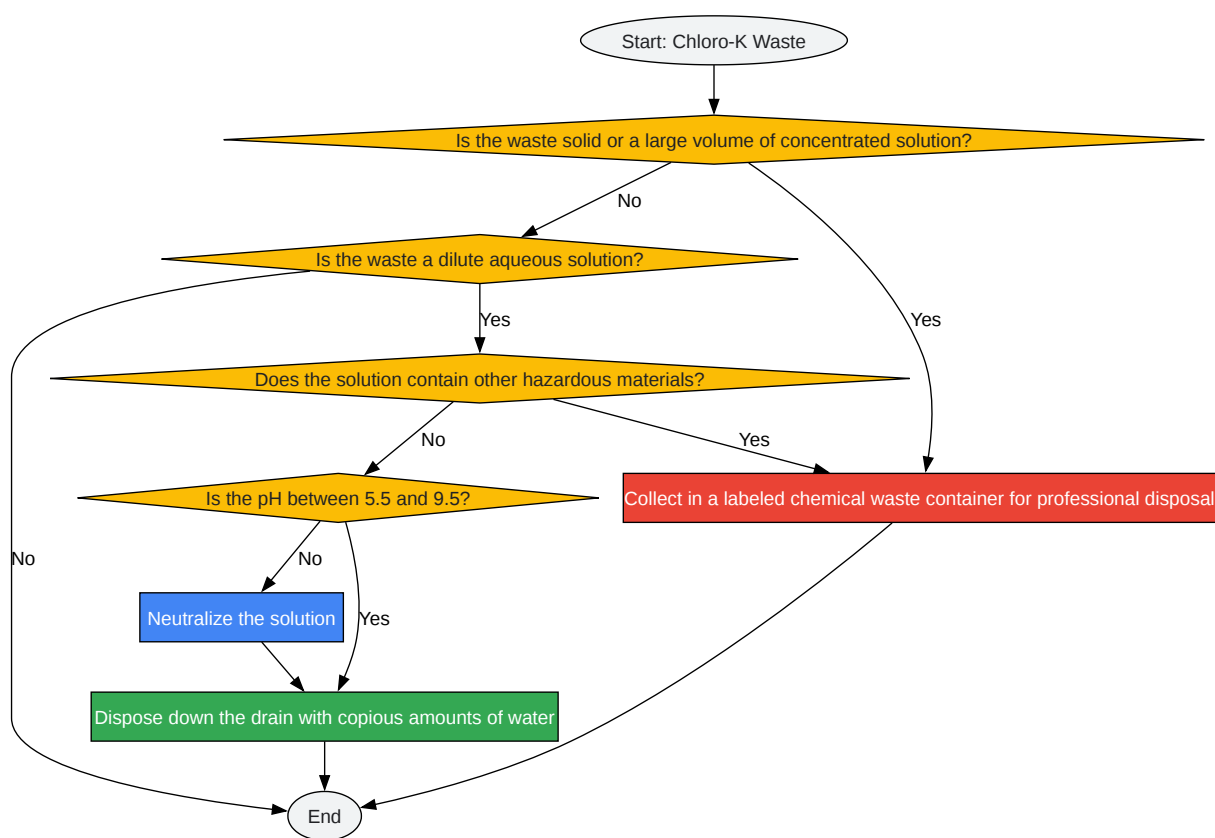 Start: Chloro-K Waste
Is the waste solid or a large volume of concentrated solution?
No
Is the waste a dilute aqueous solution?
Yes
Yes
Does the solution contain other hazardous materials?
No
Yes
Is the pH between 5.5 and 9.5?
Collect in a labeled chemical waste container for professional disposal
No
No
Neutralize the solution
Yes
Dispose down the drain with copious amounts of water
End